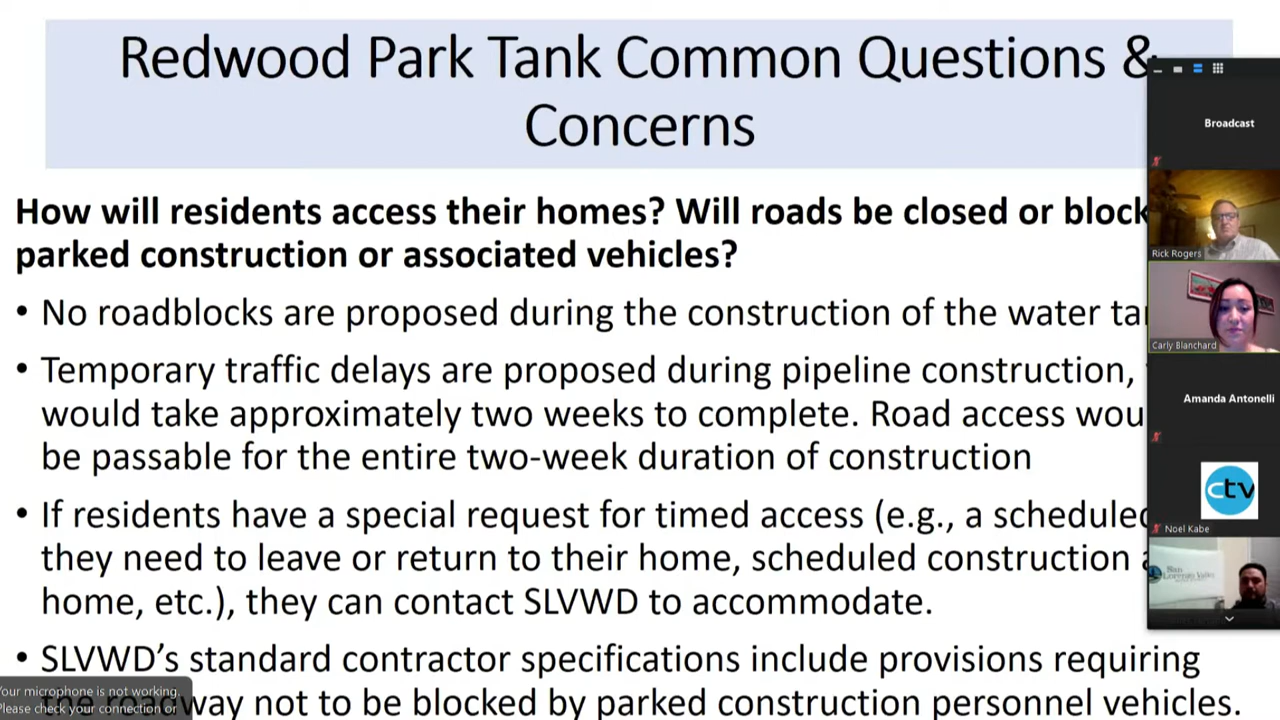 Redwood Park Tank Common Questions &
Concerns
How will residents access their homes? Will roads be closed or block
parked construction or associated vehicles?
• No roadblocks are proposed during the construction of the water
• Temporary traffic delays are proposed during pipeline construction,
would take approximately two weeks to complete. Road access
be passable for the entire two-week duration of construction
• If residents have a special request for timed access (e.g., a scheduled
they need to leave or return to their home, scheduled construction
home, etc.), they can contact SLVWD to accommodate.
• SLVWD's standard contractor specifications include provisions requiring
the roadway not to be blocked by parked construction personnel vehicles.
Your microphone is not working.
Please check your connection or
Broadcast
Rick Rogers
Carly Blanchard
Amanda Antonelli
ctv
Noel Kabe
San
Lorenzo Valley